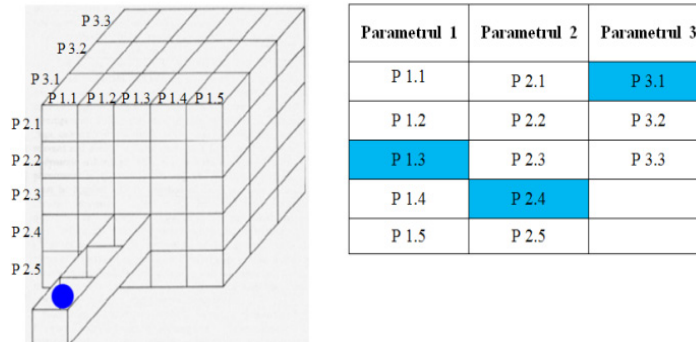 P 3.3
P 3.2
P 3.1
P 1.1 P 1.2 P 1.3 P 1.4 P 1.5
P 2.1
P 2.2
P 2.3
P 2.4
P 2.5
Parametrul 1 Parametrul 2 Parametrul 3
P 1.1 P 2.1 P 3.1
P 1.2 P 2.2 P 3.2
P 1.3 P 2.3 P 3.3
P 1.4 P 2.4
P 1.5 P 2.5